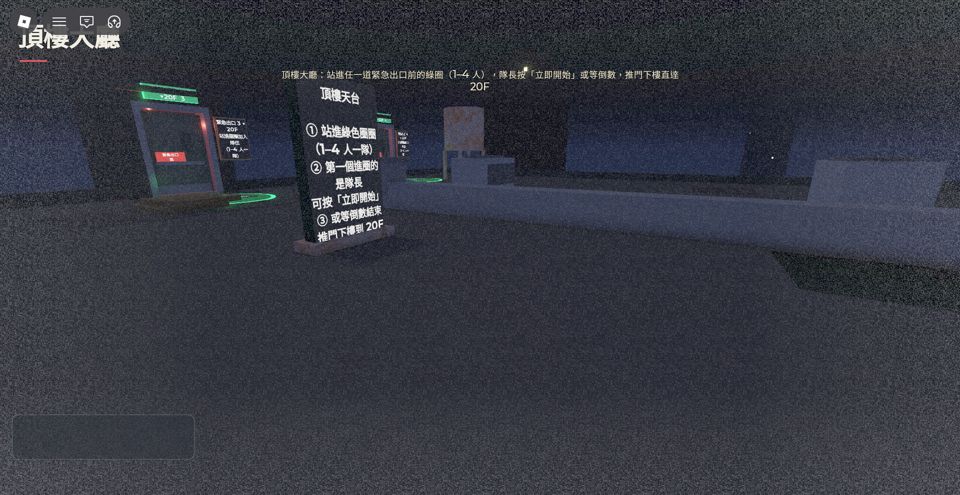 頂樓大廳
頂樓大廳：站進任一道緊急出口前的綠圈（1–4 人），隊長按「立即開始」或等倒數，推門下樓直達
20F
頂樓天台
① 站進綠色圈圈
（1–4 人一隊）
② 第一個進圈的
是隊長
可按「立即開始」
③ 或等倒數結束
推門下樓到 20F
緊急出口 3 •
20F
（1–4 人一